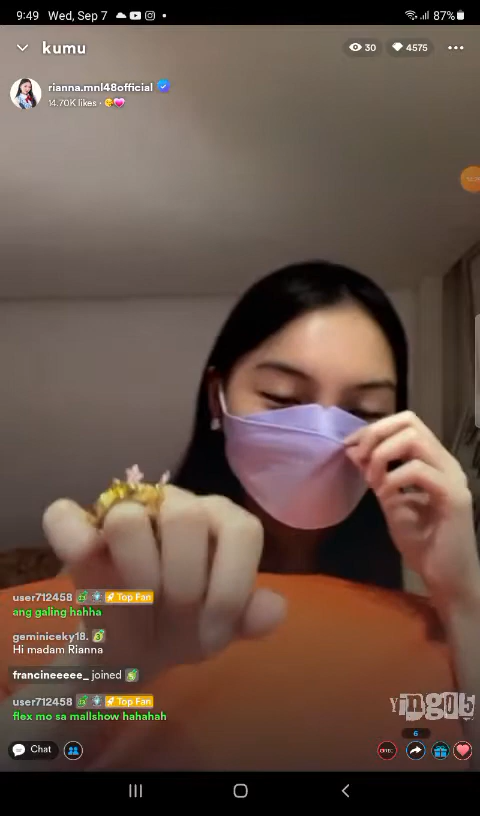 9:49 Wed, Sep 7 87%
kumu 30 4575
rianna.mnl48official
14.70K likes
user712458 Top Fan
ang galing hahha
geminiceky18.
Hi madam Rianna
francineeeee_ joined
user712458 Top Fan
flex mo sa mallshow hahahah
Yingo5
6
Chat